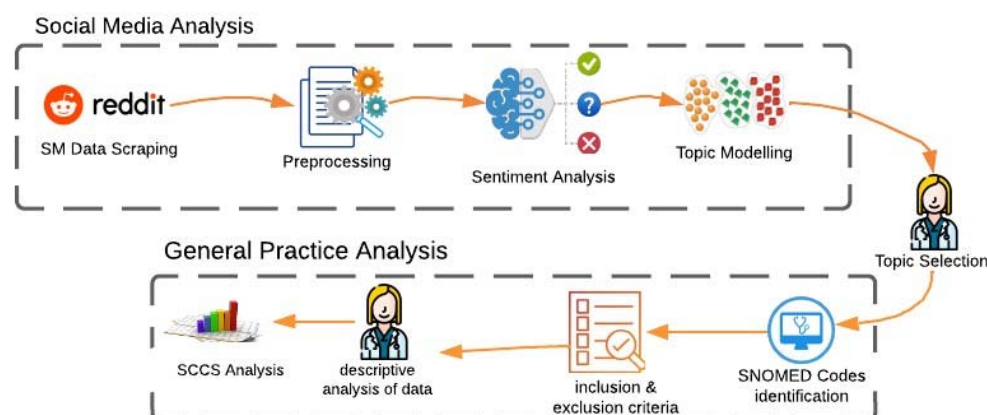 Social Media Analysis
reddit
SM Data Scraping
Preprocessing
Sentiment Analysis
?
Topic Modelling
Topic Selection
General Practice Analysis
SCCS Analysis
descriptive
analysis of data
inclusion &
exclusion criteria
SNOMED Codes
identification